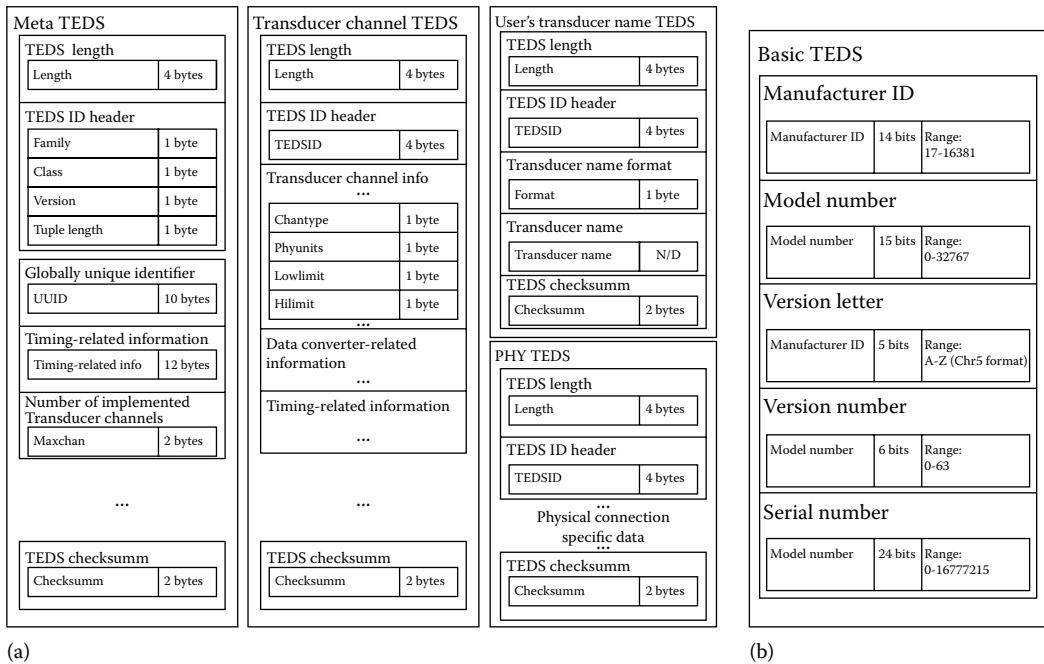 Meta TEDS
TEDS length
Length 4 bytes
TEDS ID header
Family 1 byte
Class 1 byte
Version 1 byte
Tuple length 1 byte
Globally unique identifier
UUID 10 bytes
Timing-related information
Timing-related info 12 bytes
Number of implemented
Transducer channels
Maxchan 2 bytes
...
TEDS checksumm
Checksumm 2 bytes
Transducer channel TEDS
TEDS length
Length 4 bytes
TEDS ID header
TEDSID 4 bytes
Transducer channel info
...
Chantype 1 byte
Phyunits 1 byte
Lowlimit 1 byte
Hilimit 1 byte
...
Data converter-related
information
...
Timing-related information
...
...
TEDS checksumm
Checksumm 2 bytes
User's transducer name TEDS
TEDS length
Length 4 bytes
TEDS ID header
TEDSID 4 bytes
Transducer name format
Format 1 byte
Transducer name
Transducer name N/D
TEDS checksumm
Checksumm 2 bytes
PHY TEDS
TEDS length
Length 4 bytes
TEDS ID header
TEDSID 4 bytes
...
Physical connection
specific data
...
TEDS checksumm
Checksumm 2 bytes
(a)
Basic TEDS
Manufacturer ID
Manufacturer ID 14 bits Range:
17-16381
Model number
Model number 15 bits Range:
0-32767
Version letter
Manufacturer ID 5 bits Range:
A-Z (Chr5 format)
Version number
Model number 6 bits Range:
0-63
Serial number
Model number 24 bits Range:
0-16777215
(b)